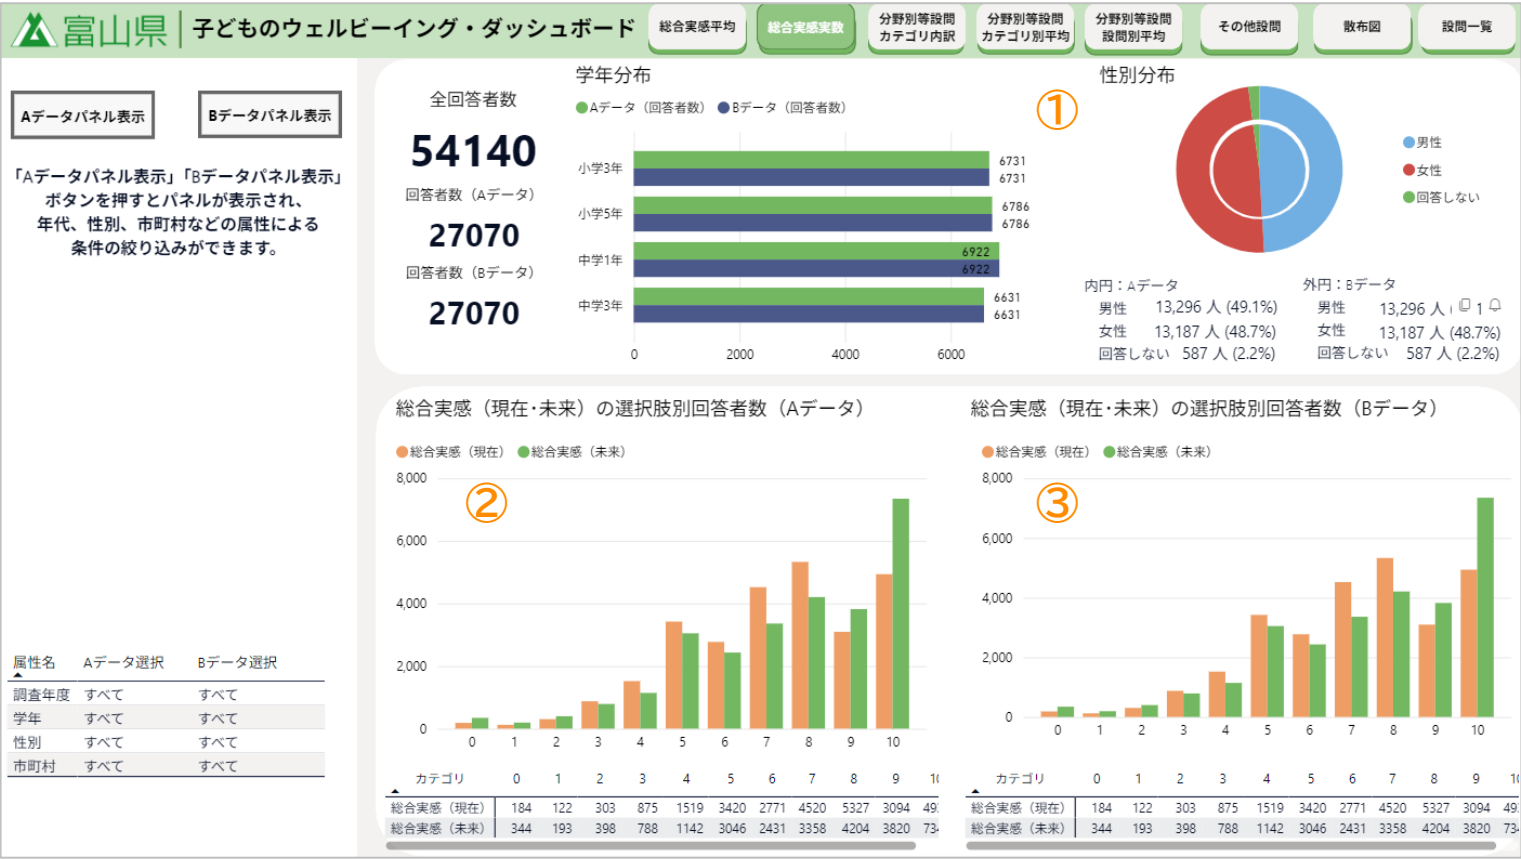 富山県 子どものウェルビーイング・ダッシュボード
総合実感平均
総合実感実数
分野別等設問
カテゴリ内訳
分野別等設問
カテゴリ別平均
分野別等設問
設問別平均
その他設問
散布図
設問一覧
Aデータパネル表示
Bデータパネル表示
「Aデータパネル表示」「Bデータパネル表示」
ボタンを押すとパネルが表示され、
年代、性別、市町村などの属性による
条件の絞り込みができます。
属性名 Aデータ選択 Bデータ選択
調査年度 すべて すべて
学年 すべて すべて
性別 すべて すべて
市町村 すべて すべて
全回答者数
54140
回答者数（Aデータ）
27070
回答者数（Bデータ）
27070
学年分布
Aデータ（回答者数） Bデータ（回答者数）
小学3年 6731
6731
小学5年 6786
6786
中学1年 6922
6922
中学3年 6631
6631
0 2000 4000 6000
①
性別分布
男性
女性
回答しない
内円：Aデータ
男性 13,296 人 (49.1%)
女性 13,187 人 (48.7%)
回答しない 587 人 (2.2%)
外円：Bデータ
男性 13,296 人 ( 1
女性 13,187 人 (48.7%)
回答しない 587 人 (2.2%)
総合実感（現在･未来）の選択肢別回答者数（Aデータ）
総合実感（現在） 総合実感（未来）
②
8,000
6,000
4,000
2,000
0
0 1 2 3 4 5 6 7 8 9 10
カテゴリ 0 1 2 3 4 5 6 7 8 9
総合実感（現在） 184 122 303 875 1519 3420 2771 4520 5327 3094
総合実感（未来） 344 193 398 788 1142 3046 2431 3358 4204 3820
総合実感（現在･未来）の選択肢別回答者数（Bデータ）
総合実感（現在） 総合実感（未来）
③
8,000
6,000
4,000
2,000
0
0 1 2 3 4 5 6 7 8 9 10
カテゴリ 0 1 2 3 4 5 6 7 8 9
総合実感（現在） 184 122 303 875 1519 3420 2771 4520 5327 3094
総合実感（未来） 344 193 398 788 1142 3046 2431 3358 4204 3820